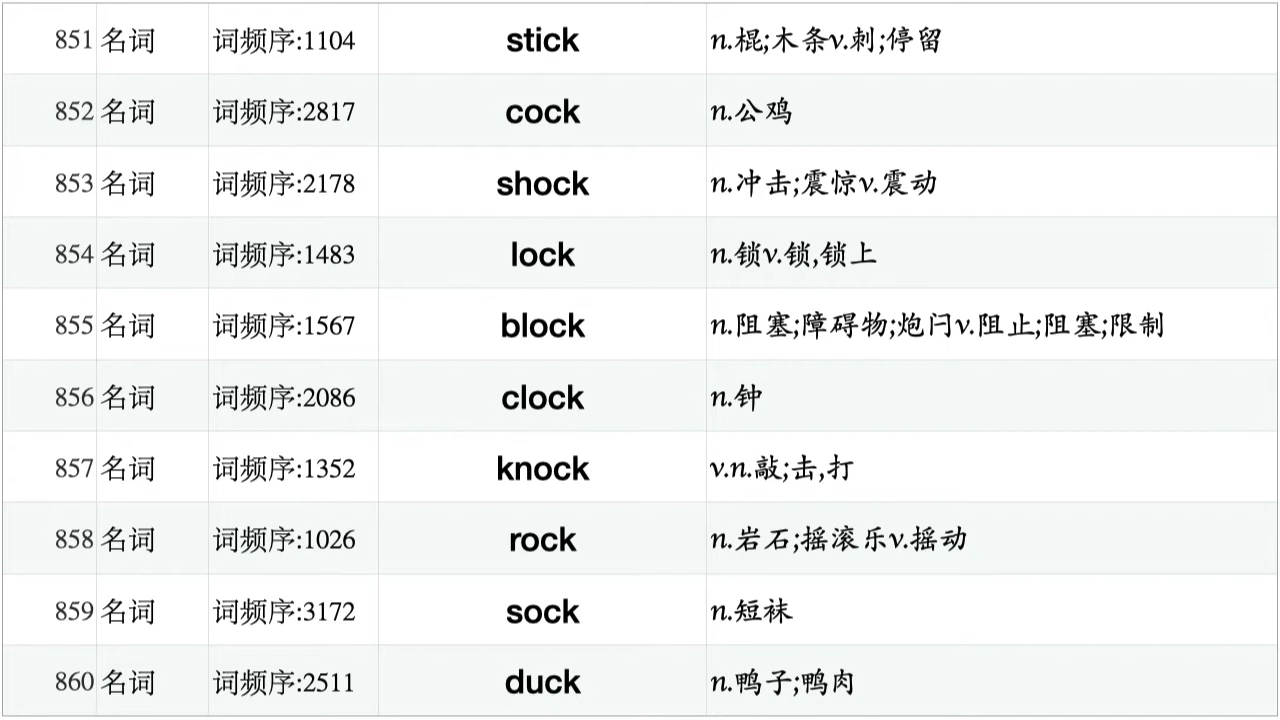 851 名词 词频序:1104 stick n.棍;木条v.刺;停留
852 名词 词频序:2817 cock n.公鸡
853 名词 词频序:2178 shock n.冲击;震惊v.震动
854 名词 词频序:1483 lock n.锁v.锁,锁上
855 名词 词频序:1567 block n.阻塞;障碍物;炮闩v.阻止;阻塞;限制
856 名词 词频序:2086 clock n.钟
857 名词 词频序:1352 knock v.n.敲;击,打
858 名词 词频序:1026 rock n.岩石;摇滚乐v.摇动
859 名词 词频序:3172 sock n.短袜
860 名词 词频序:2511 duck n.鸭子;鸭肉